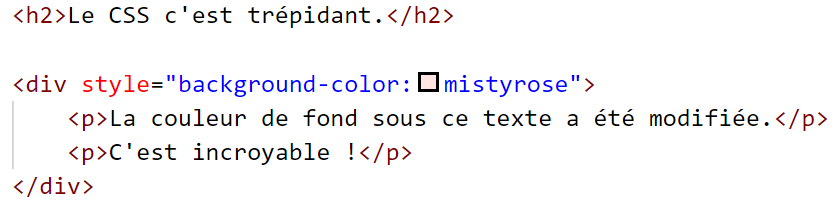 <h2>Le CSS c'est trépidant.</h2>
<div style="background-color:mistyrose">
<p>La couleur de fond sous ce texte a été modifiée.</p>
<p>C'est incroyable !</p>
</div>